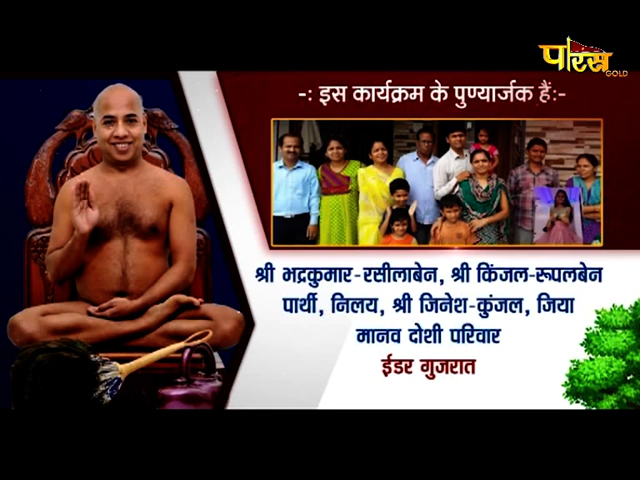 पारस
GOLD
-: इस कार्यक्रम के पुण्यार्जक हैं:-
श्री भद्रकुमार-रसीलाबेन, श्री किंजल-रूपलबेन
पार्थी, निलय, श्री जिनेश-कुंजल, जिया
मानव दोशी परिवार
ईडर गुजरात